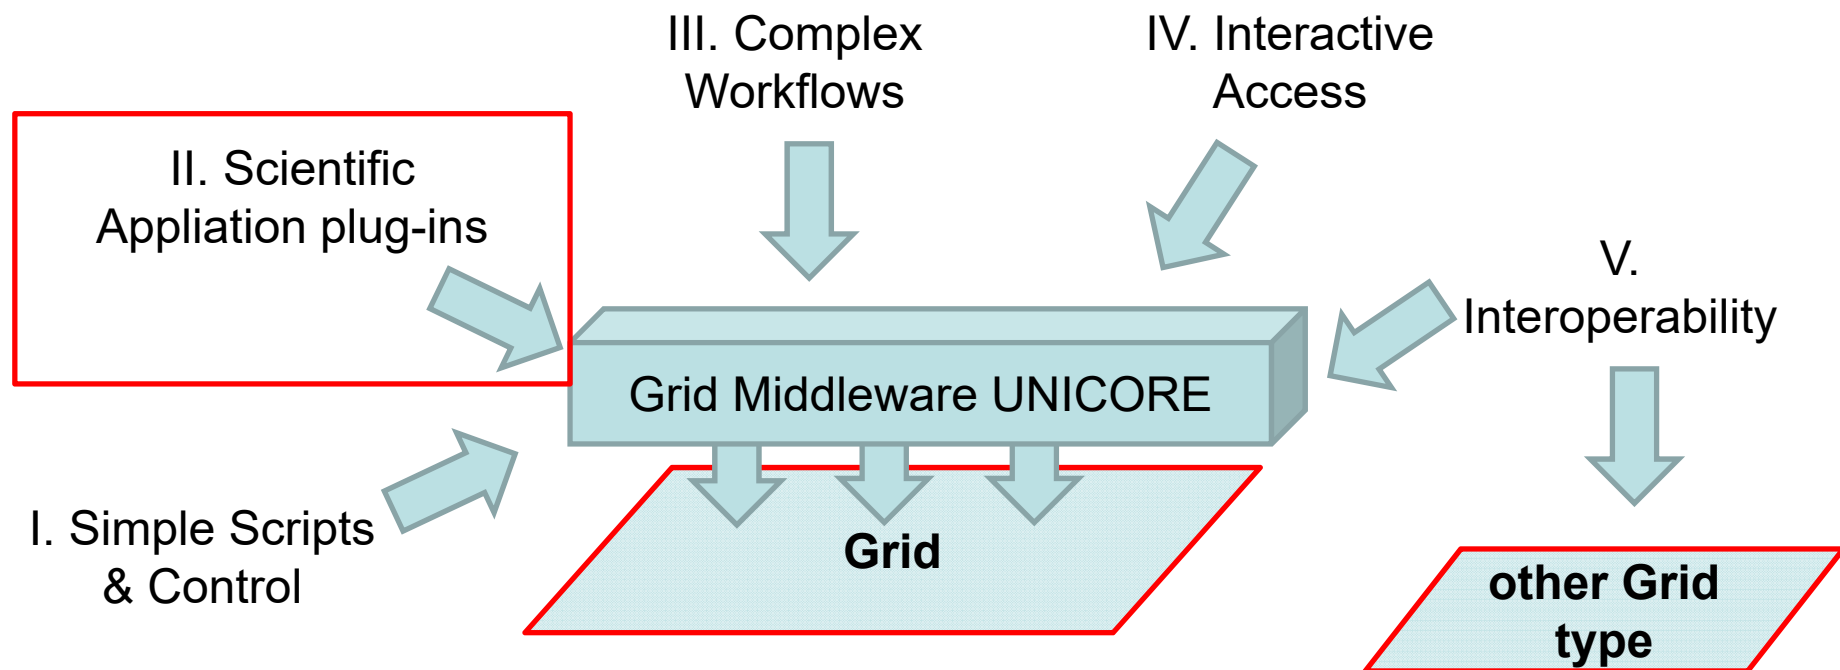 III. Complex
Workflows
IV. Interactive
Access
II. Scientific
Appliation plug-ins
V.
Interoperability
Grid Middleware UNICORE
I. Simple Scripts
& Control
Grid
other Grid
type